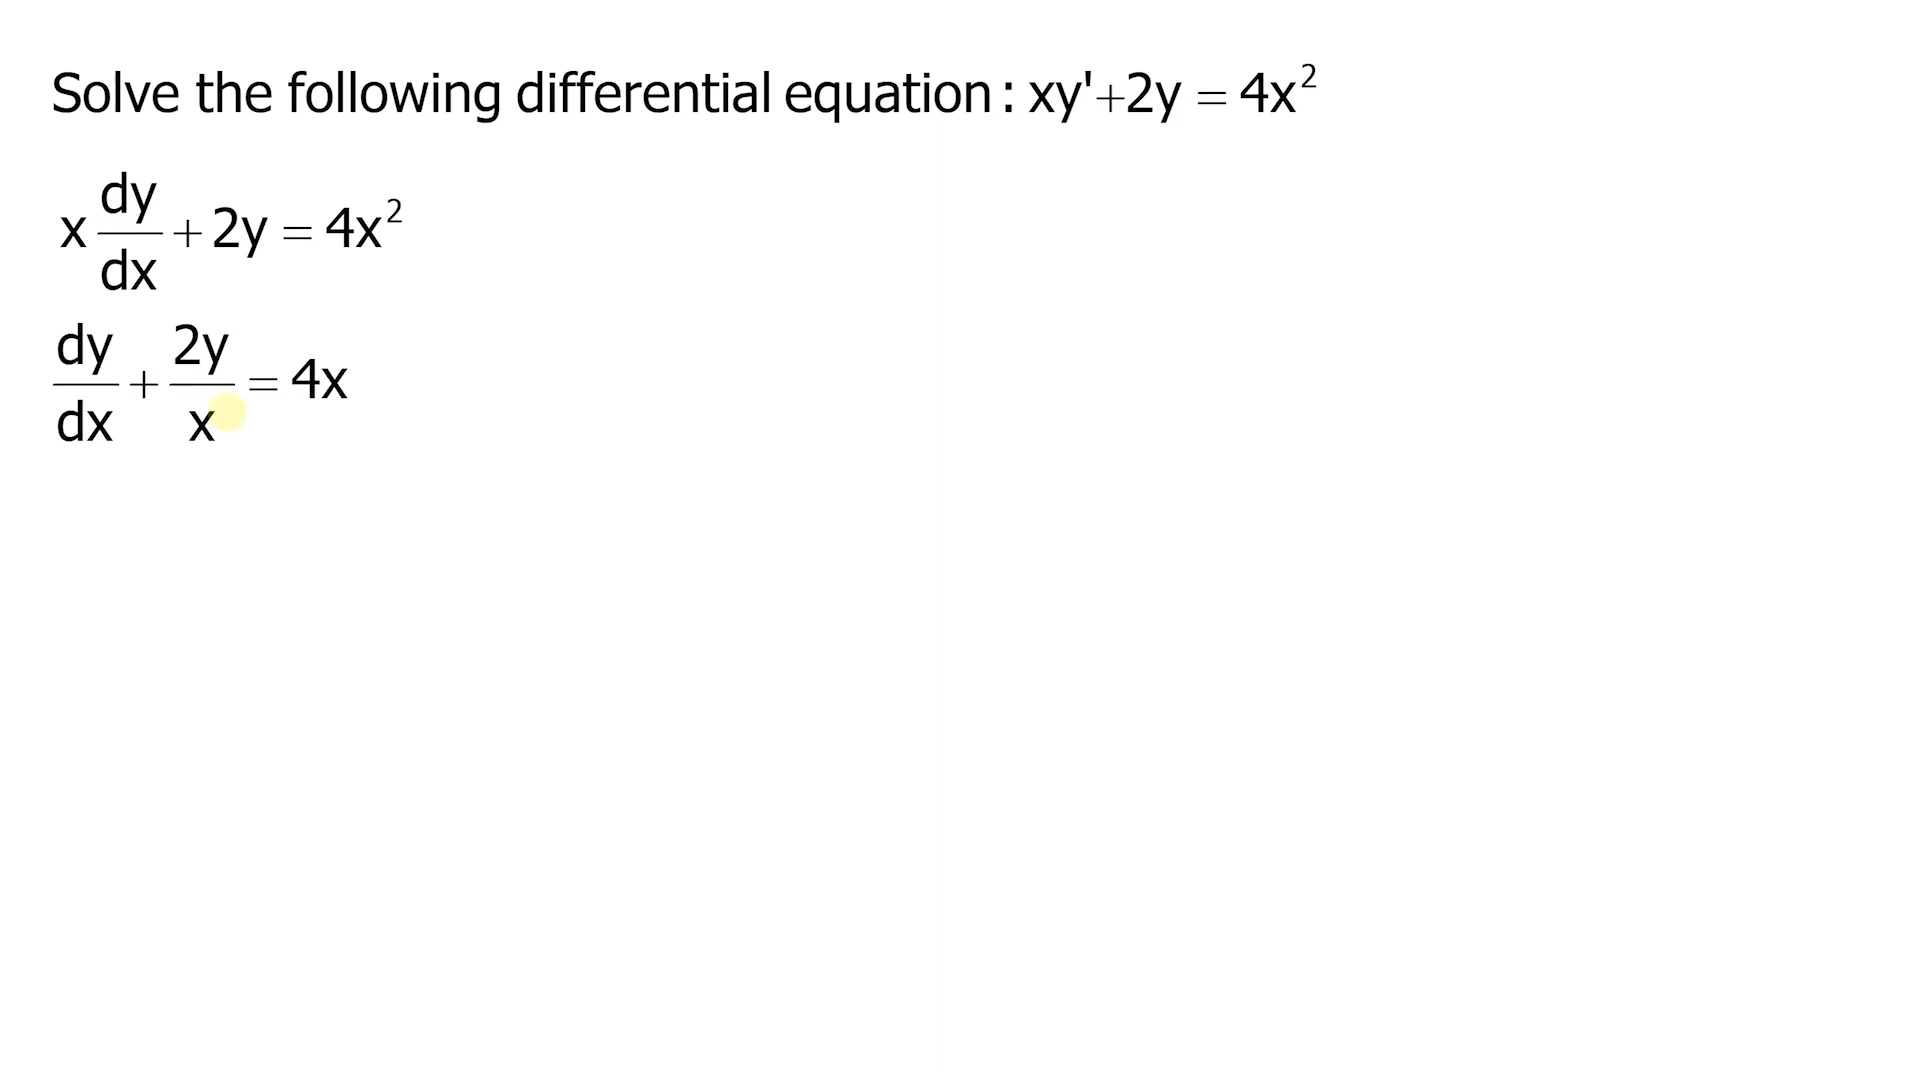 Solve the following differential equation : xy'+2y = 4x²
x dy/dx + 2y = 4x²
dy/dx + 2y/x = 4x